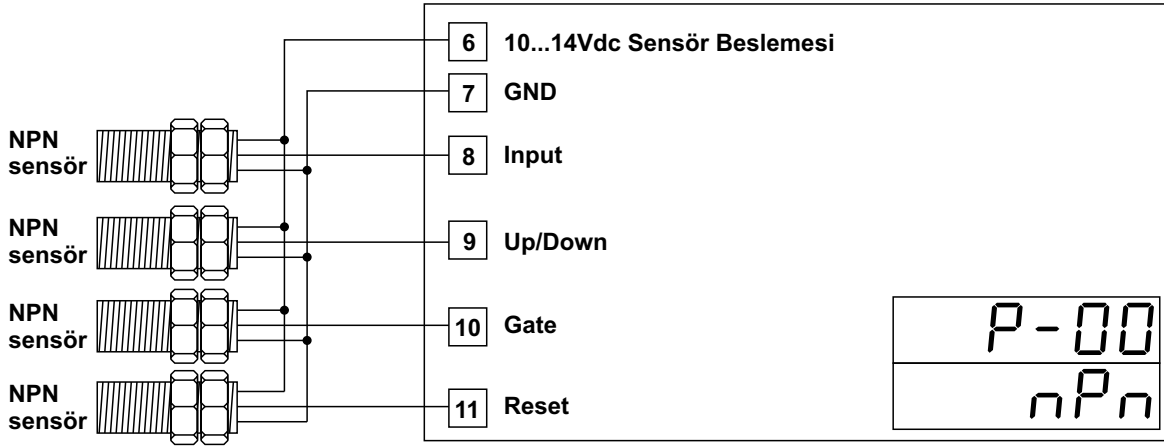 6 10...14Vdc Sensör Beslemesi
7 GND
NPN
sensör
8 Input
NPN
sensör
9 Up/Down
NPN
sensör
10 Gate
NPN
sensör
11 Reset
P-00
nPn